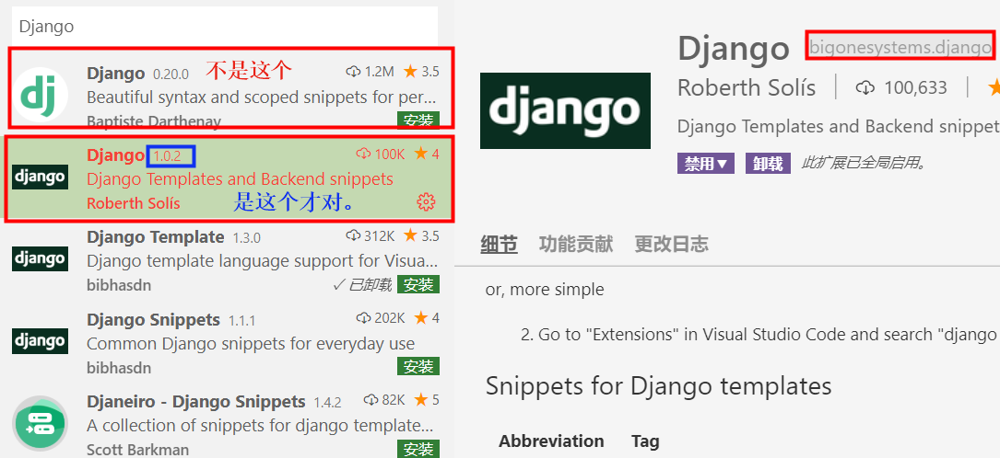 Django
dj
Django 0.20.0 不是这个 1.2M 3.5
Beautiful syntax and scoped snippets for per...
Baptiste Darthenay 安装
django
Django 1.0.2 100K 4
Django Templates and Backend snippets
Roberth Solís 是这个才对。
django
Django Template 1.3.0 312K 3.5
Django template language support for Visua...
bibhasdn ✓ 已卸载 安装
django
Django Snippets 1.1.1 202K 4
Common Django snippets for everyday use
bibhasdn 安装
Djaneiro - Django Snippets 1.4.2 82K 5
A collection of snippets for django template...
Scott Barkman 安装
django
Django bigonesystems.django
Roberth Solís | 100,633 |
Django Templates and Backend snippet
禁用▼ 卸载 此扩展已全局启用。
细节 功能贡献 更改日志
or, more simple
2. Go to "Extensions" in Visual Studio Code and search "django
Snippets for Django templates
Abbreviation Tag